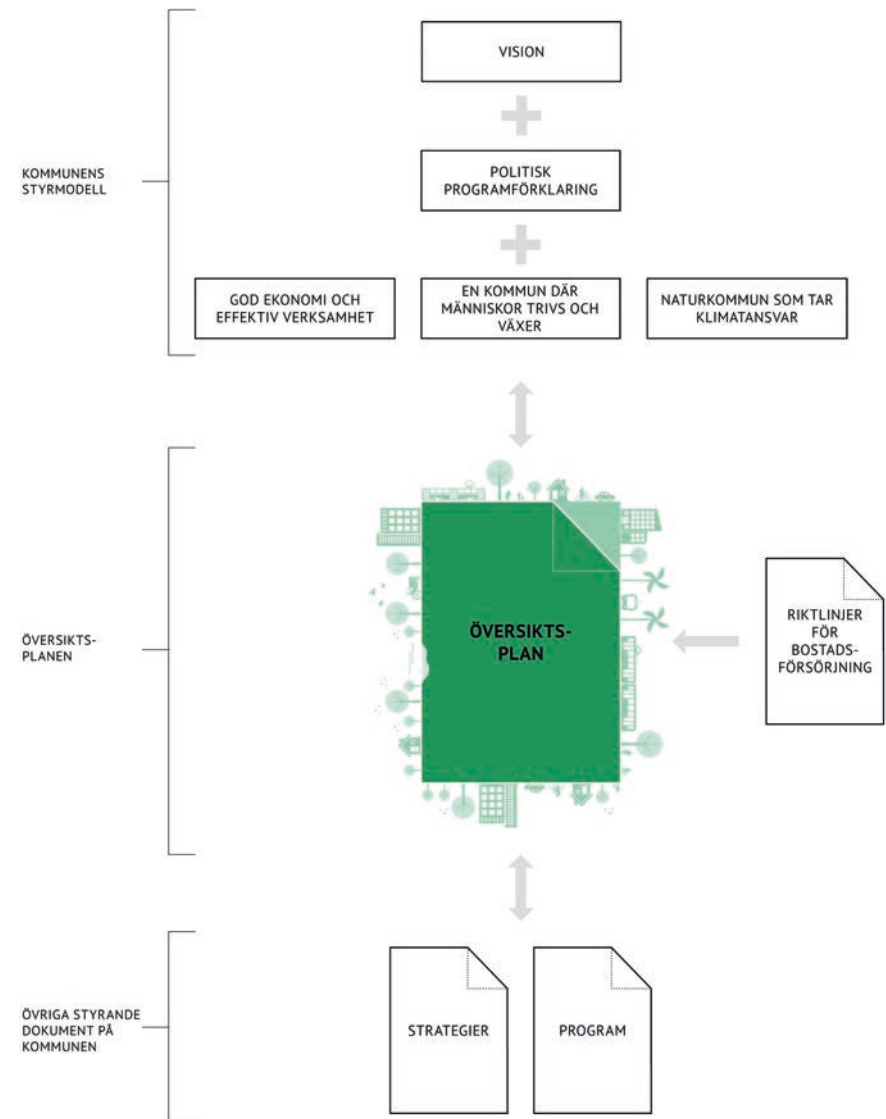 VISION
KOMMUNENS
STYRMODELL
POLITISK
PROGRAMFÖRKLARING
GOD EKONOMI OCH
EFFEKTIV VERKSAMHET
EN KOMMUN DÄR
MÄNNISKOR TRIVS OCH
VÄXER
NATURKOMMUN SOM TAR
KLIMATANSVAR
ÖVERSIKTS-
PLANEN
ÖVERSIKTS-
PLAN
RIKTLINJER
FÖR
BOSTADS-
FÖRSÖRJNING
ÖVRIGA STYRANDE
DOKUMENT PÅ
KOMMUNEN
STRATEGIER
PROGRAM